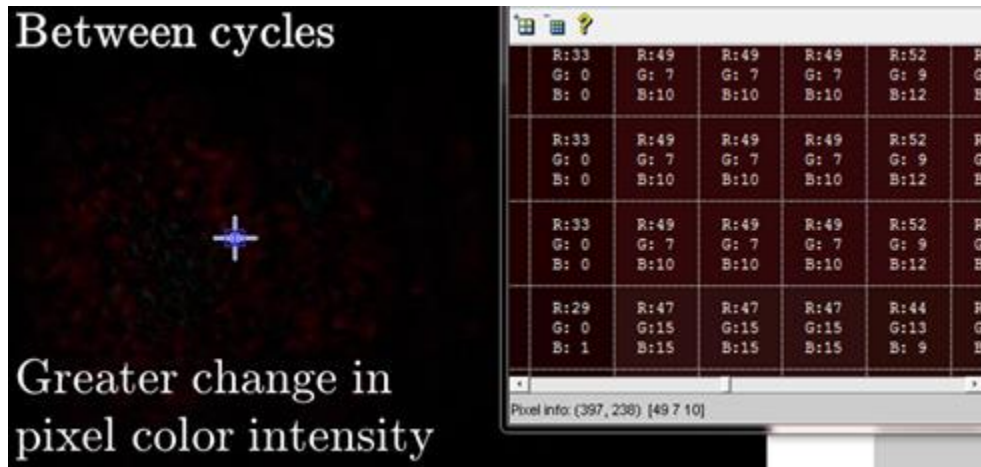 Between cycles
R:33 R:49 R:49 R:49 R:52
G: 0 G: 7 G: 7 G: 7 G: 9
B: 0 B:10 B:10 B:10 B:12
R:33 R:49 R:49 R:49 R:52
G: 0 G: 7 G: 7 G: 7 G: 9
B: 0 B:10 B:10 B:10 B:12
R:33 R:49 R:49 R:49 R:52
G: 0 G: 7 G: 7 G: 7 G: 9
B: 0 B:10 B:10 B:10 B:12
R:29 R:47 R:47 R:47 R:44
G: 0 G:15 G:15 G:15 G:13
B: 1 B:15 B:15 B:15 B: 9
Greater change in
pixel color intensity
Pixel info: (397, 238) [49 7 10]